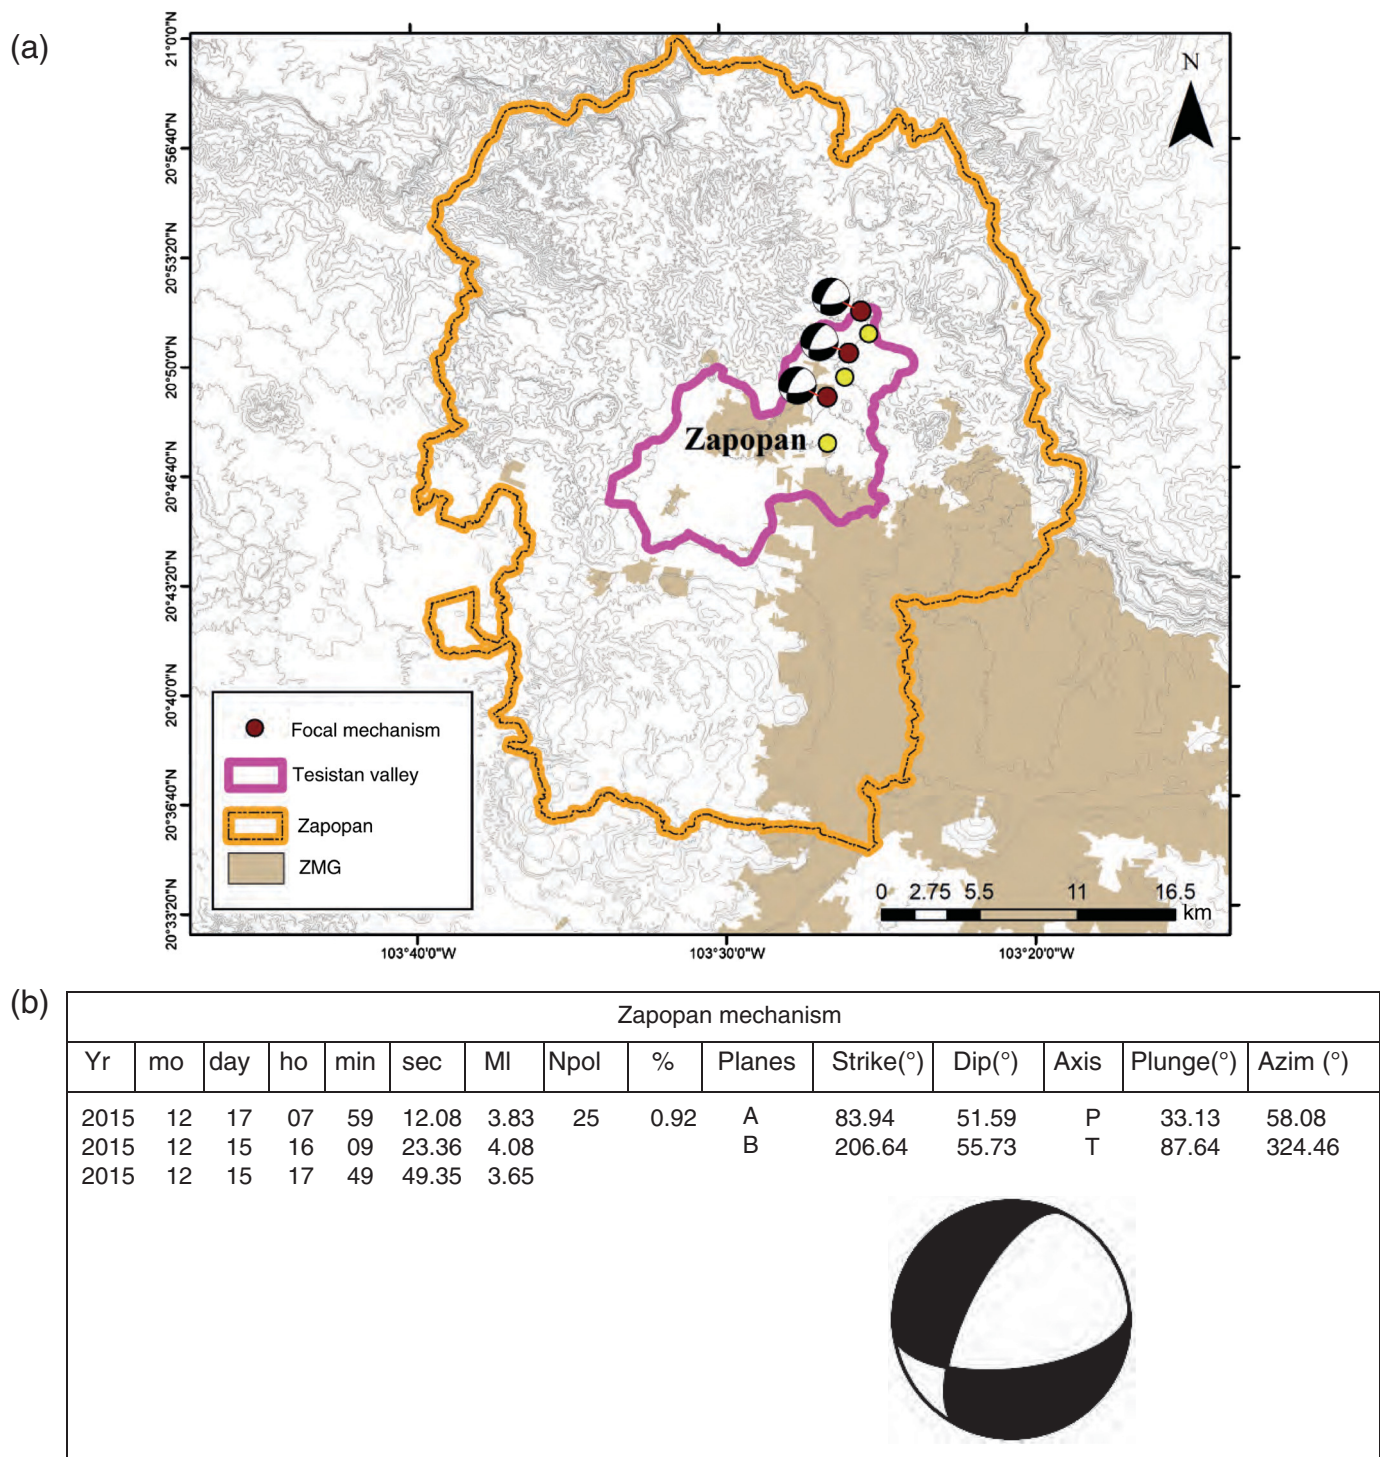 (a)
N
21°0'0"N
20°56'40"N
20°53'20"N
20°50'0"N
20°46'40"N
20°43'20"N
20°40'0"N
20°36'40"N
20°33'20"N
Zapopan
Focal mechanism
Tesistan valley
Zapopan
ZMG
0 2.75 5.5 11 16.5
km
103°40'0"W 103°30'0"W 103°20'0"W
(b)
Zapopan mechanism
Yr mo day ho min sec Ml Npol % Planes Strike(°) Dip(°) Axis Plunge(°) Azim (°)
2015 12 17 07 59 12.08 3.83 25 0.92 A 83.94 51.59 P 33.13 58.08
2015 12 15 16 09 23.36 4.08 B 206.64 55.73 T 87.64 324.46
2015 12 15 17 49 49.35 3.65